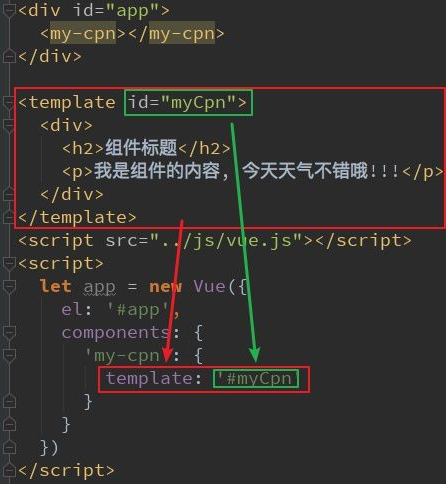 <div id="app">
<my-cpn></my-cpn>
</div>
<template id="myCpn">
<div>
<h2>组件标题</h2>
<p>我是组件的内容, 今天天气不错哦!!!</p>
</div>
</template>
<script src="../js/vue.js"></script>
<script>
let app = new Vue({
el: '#app',
components: {
'my-cpn': {
template: '#myCpn'
}
}
})
</script>